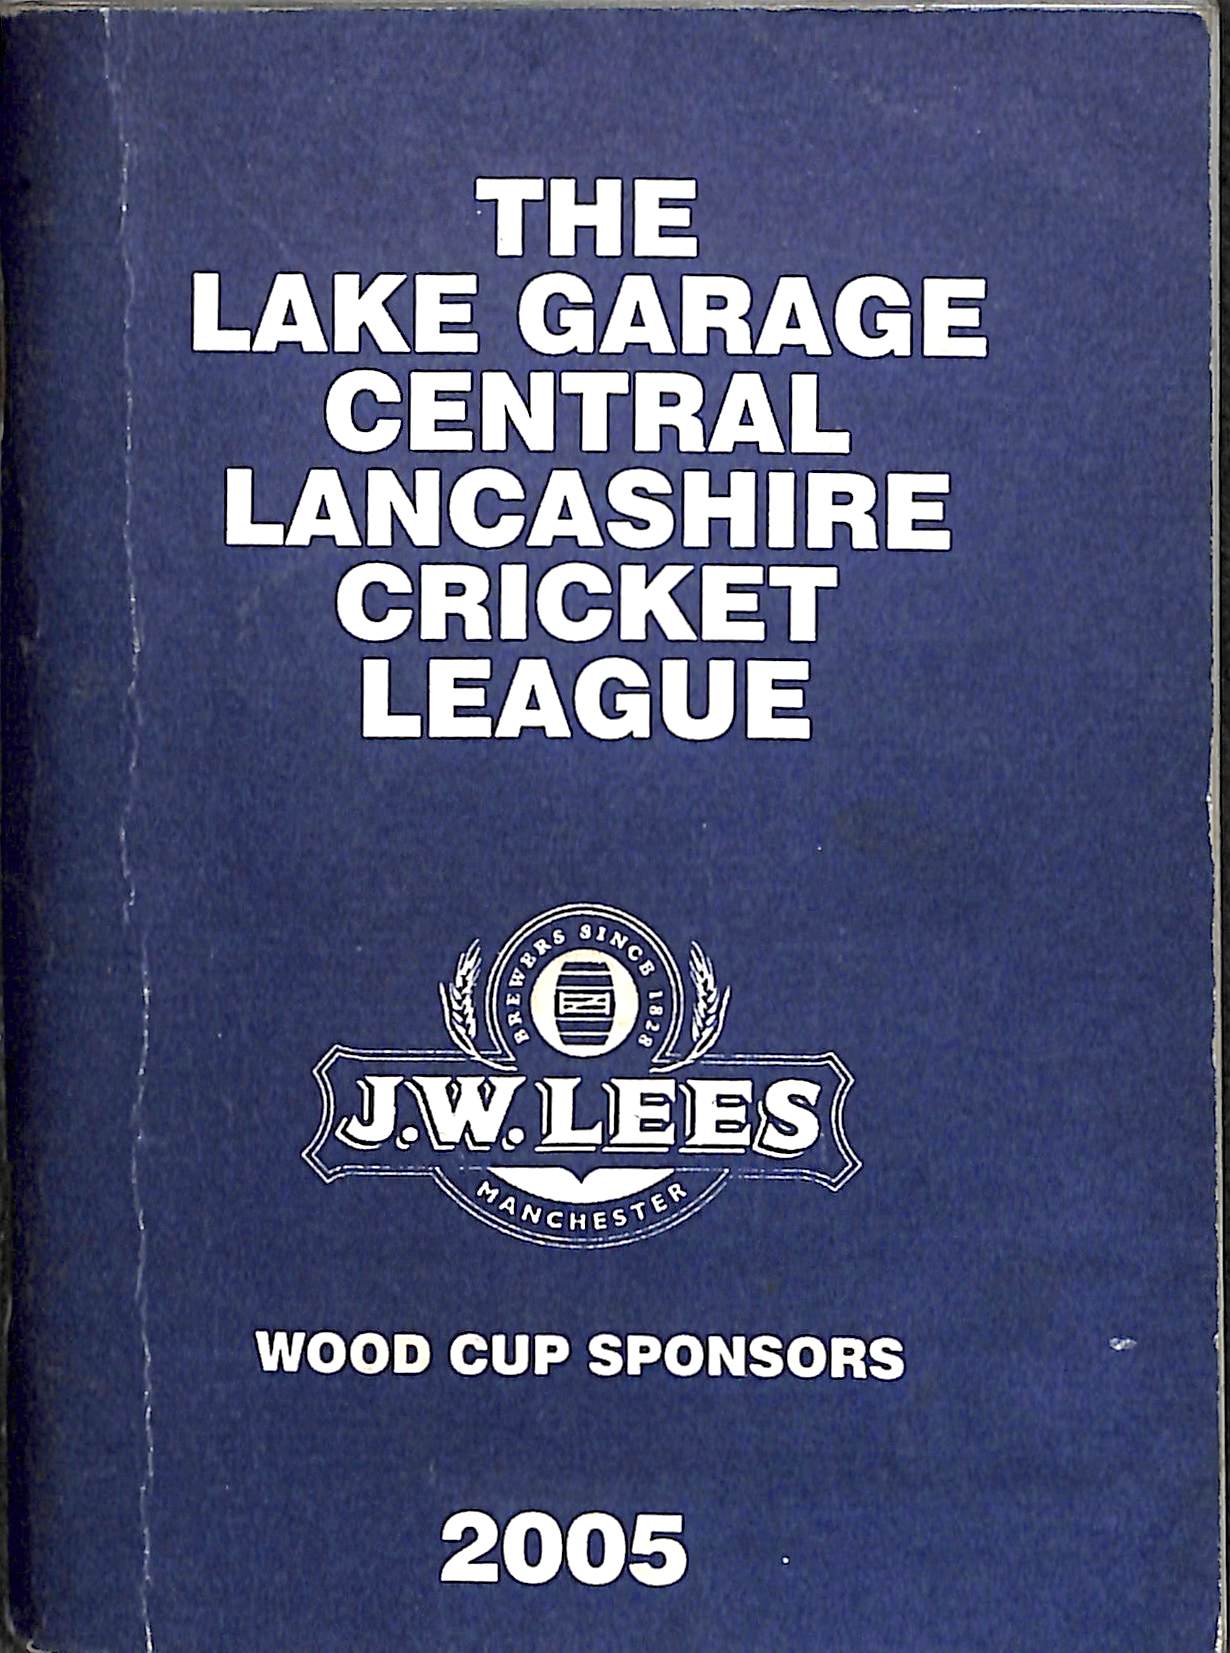 THE
LAKE GARAGE
CENTRAL
LANCASHIRE
CRICKET
LEAGUE
BREWERS SINCE 1828
J.W. LEES
MANCHESTER
WOOD CUP SPONSORS
2005